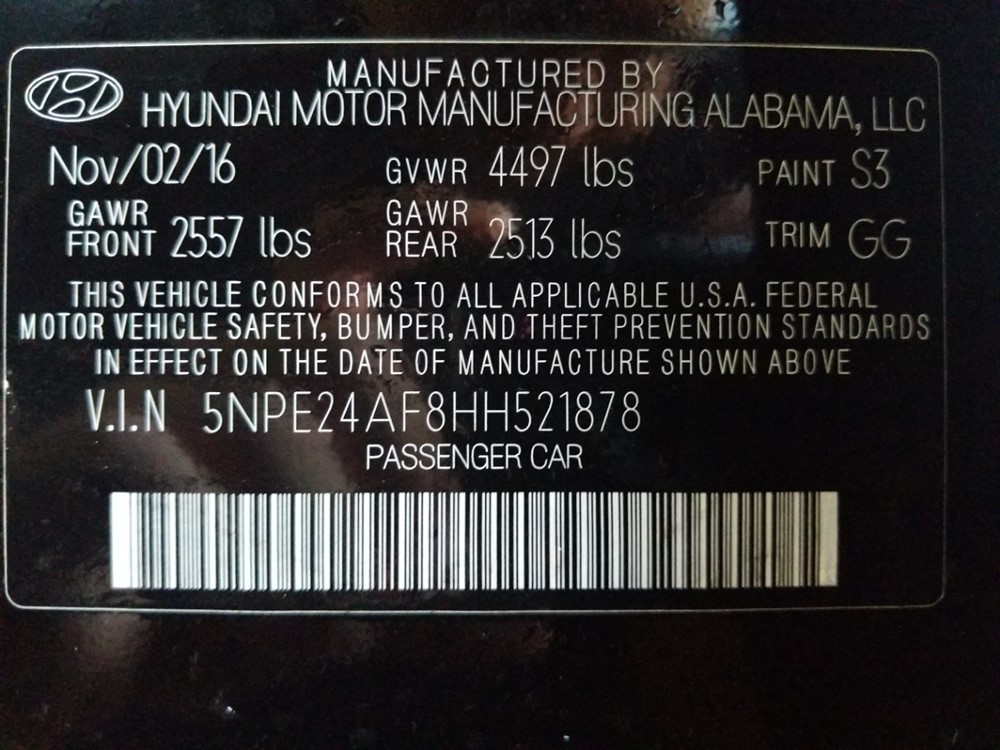 MANUFACTURED BY
HYUNDAI MOTOR MANUFACTURING ALABAMA, LLC
Nov/02/16 GVWR 4497 lbs PAINT S3
GAWR FRONT 2557 lbs GAWR REAR 2513 lbs TRIM GG
THIS VEHICLE CONFORMS TO ALL APPLICABLE U.S.A. FEDERAL
MOTOR VEHICLE SAFETY, BUMPER, AND THEFT PREVENTION STANDARDS
IN EFFECT ON THE DATE OF MANUFACTURE SHOWN ABOVE
V.I.N 5NPE24AF8HH521878
PASSENGER CAR